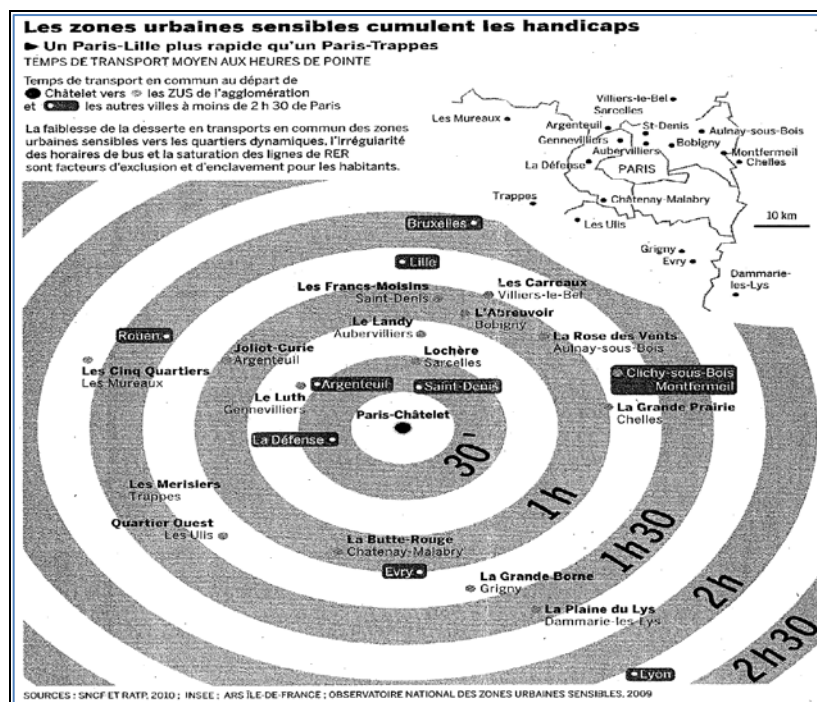 Les zones urbaines sensibles cumulent les handicaps
► Un Paris-Lille plus rapide qu'un Paris-Trappes
TEMPS DE TRANSPORT MOYEN AUX HEURES DE POINTE
Temps de transport en commun au départ de
Châtelet vers les ZUS de l'agglomération
et les autres villes à moins de 2 h 30 de Paris
La faiblesse de la desserte en transports en commun des zones
urbaines sensibles vers les quartiers dynamiques, l'irrégularité
des horaires de bus et la saturation des lignes de RER
sont facteurs d'exclusion et d'enclavement pour les habitants.
Villiers-le-Bel
Sarcelles
Les Mureaux
Argenteuil
St-Denis
Aulnay-sous-Bois
Gennevilliers
Bobigny
Aubervilliers
Montfermeil
La Défense
PARIS
Chelles
Trappes
Châtenay-Malabry
10 km
Les Ulis
Grigny
Evry
Dammarie-
les-Lys
Bruxelles
Lille
Les Francs-Moisins
Saint-Denis
Les Carreaux
Villiers-le-Bel
L'Abreuvoir
Bobigny
Le Landy
Aubervilliers
Rouen
La Rose des Vents
Aulnay-sous-Bois
Joliot-Curie
Argenteuil
Lochère
Sarcelles
Les Cinq Quartiers
Les Mureaux
Clichy-sous-Bois
Montfermeil
Argenteuil
Saint-Denis
Le Luth
Gennevilliers
La Grande Prairie
Chelles
Paris-Châtelet
La Défense
30'
Les Merisiers
Trappes
1h
Quartier Ouest
Les Ulis
1h30
La Butte-Rouge
Châtenay-Malabry
Evry
2h
La Grande Borne
Grigny
La Plaine du Lys
Dammarie-les-Lys
2h30
Lyon
SOURCES : SNCF ET RATP, 2010 ; INSEE ; ARS ÎLE-DE-FRANCE ; OBSERVATOIRE NATIONAL DES ZONES URBAINES SENSIBLES, 2009